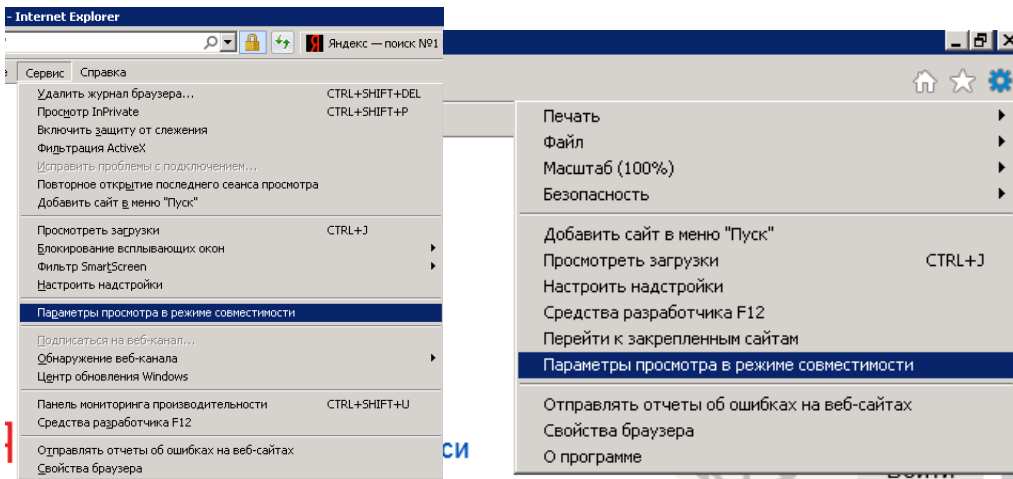 - Internet Explorer
Яндекс — поиск №1
Сервис Справка
Удалить журнал браузера... CTRL+SHIFT+DEL
Просмотр InPrivate CTRL+SHIFT+P
Включить защиту от слежения
Фильтрация ActiveX
Исправить проблемы с подключением...
Повторное открытие последнего сеанса просмотра
Добавить сайт в меню "Пуск"
Просмотреть загрузки CTRL+J
Блокирование всплывающих окон
Фильтр SmartScreen
Настроить надстройки
Параметры просмотра в режиме совместимости
Подписаться на веб-канал...
Обнаружение веб-канала
Центр обновления Windows
Панель мониторинга производительности CTRL+SHIFT+U
Средства разработчика F12
Отправлять отчеты об ошибках на веб-сайтах
Свойства браузера
си
Печать
Файл
Масштаб (100%)
Безопасность
Добавить сайт в меню "Пуск"
Просмотреть загрузки CTRL+J
Настроить надстройки
Средства разработчика F12
Перейти к закрепленным сайтам
Параметры просмотра в режиме совместимости
Отправлять отчеты об ошибках на веб-сайтах
Свойства браузера
О программе